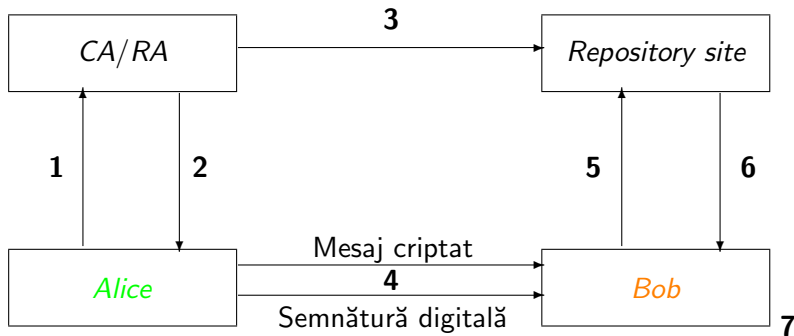 3
CA/RA
Repository site
1
2
5
6
Mesaj criptat
4
Alice
Bob
Semnătură digitală
7